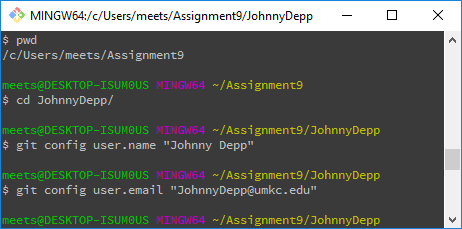 MINGW64:/c/Users/meets/Assignment9/JohnnyDepp
$ pwd
/c/Users/meets/Assignment9
meets@DESKTOP-ISUM0US MINGW64 ~/Assignment9
$ cd JohnnyDepp/
meets@DESKTOP-ISUM0US MINGW64 ~/Assignment9/JohnnyDepp
$ git config user.name "Johnny Depp"
meets@DESKTOP-ISUM0US MINGW64 ~/Assignment9/JohnnyDepp
$ git config user.email "JohnnyDepp@umkc.edu"
meets@DESKTOP-ISUM0US MINGW64 ~/Assignment9/JohnnyDepp